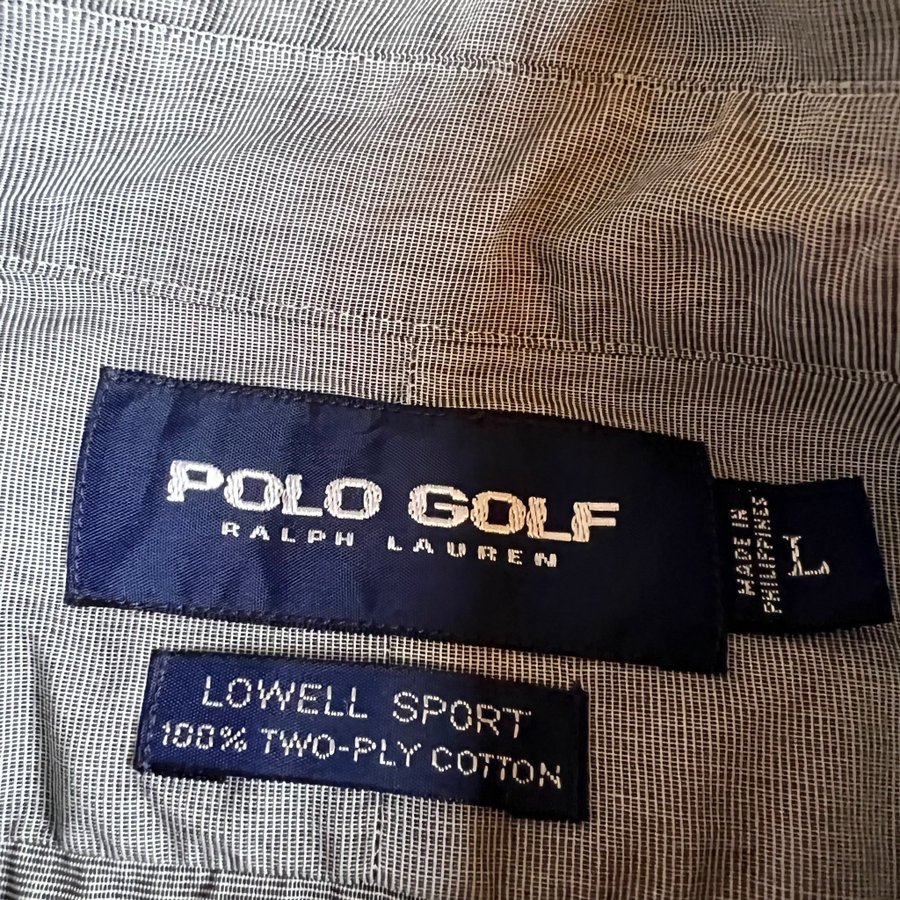 POLO GOLF
RALPH LAUREN
MADE IN
PHILIPPINES
L
LOWELL SPORT
100% TWO-PLY COTTON